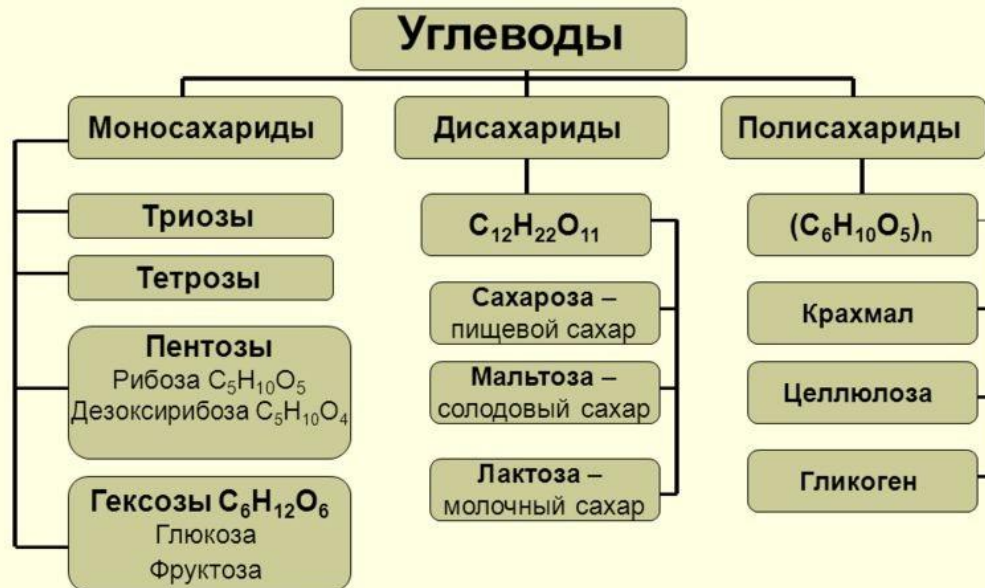 Углеводы
Моносахариды
Триозы
Тетрозы
Пентозы
Рибоза C₅H₁₀O₅
Дезоксирибоза C₅H₁₀O₄
Гексозы C₆H₁₂O₆
Глюкоза
Фруктоза
Дисахариды
C₁₂H₂₂O₁₁
Сахароза –
пищевой сахар
Мальтоза –
солодовый сахар
Лактоза –
молочный сахар
Полисахариды
(C₆H₁₀O₅)ₙ
Крахмал
Целлюлоза
Гликоген